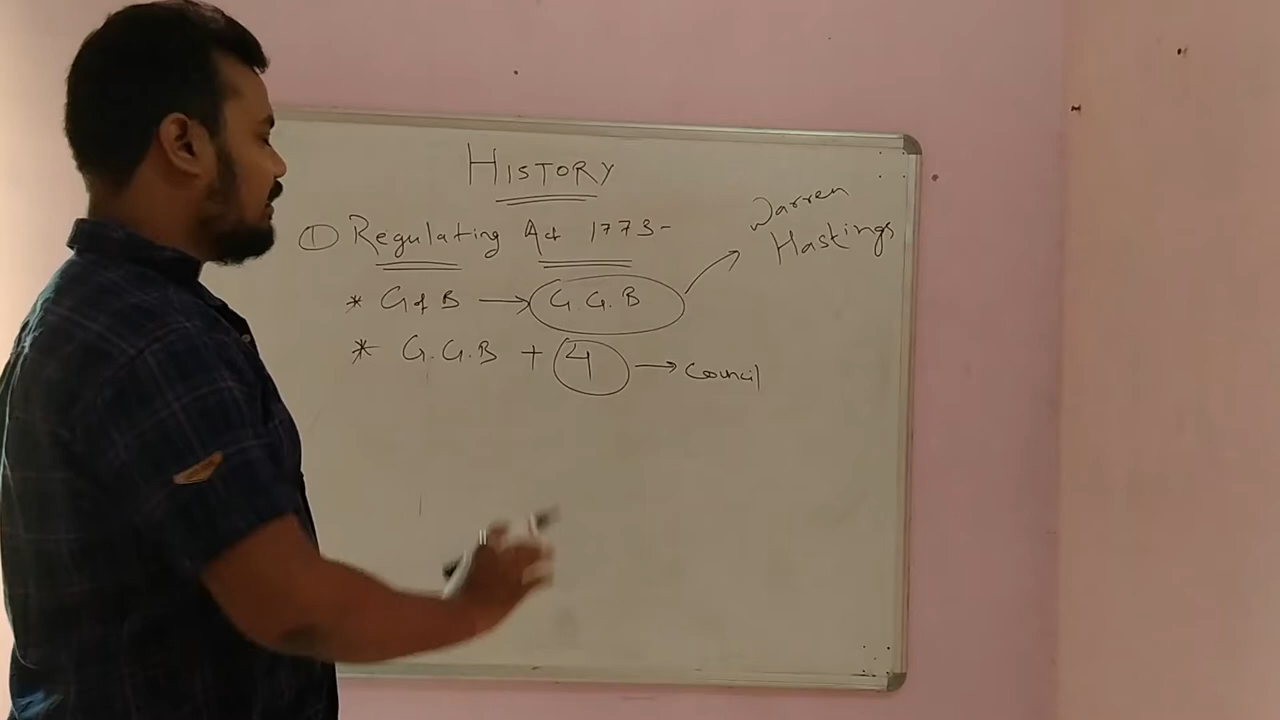 HISTORY
① Regulating Act 1773-
* G of B → G.G.B → Warren Hastings
* G.G.B + 4 → Council